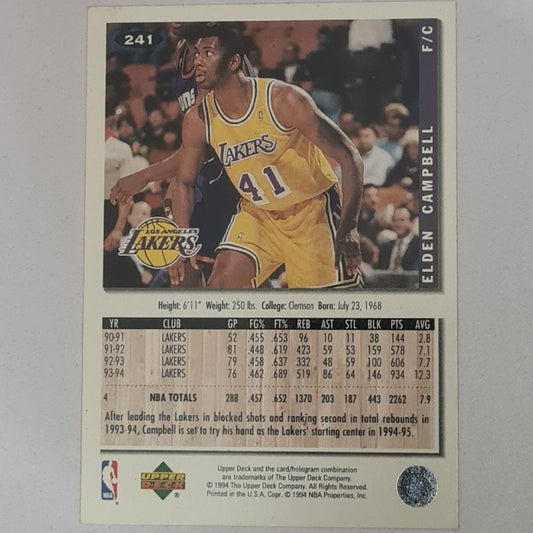 241
F/C
ELDEN CAMPBELL
LAKERS
41
LOS ANGELES
LAKERS
Height: 6'11" Weight: 250 lbs. College: Clemson Born: July 23, 1968
YR CLUB GP FG% FT% REB AST STL BLK PTS AVG
90-91 LAKERS 52 .455 .653 96 10 11 38 144 2.8
91-92 LAKERS 81 .448 .619 423 59 53 159 578 7.1
92-93 LAKERS 79 .458 .637 332 48 59 100 606 7.7
93-94 LAKERS 76 .462 .689 519 86 64 146 934 12.3
4 NBA TOTALS 288 .457 .652 1370 203 187 443 2262 7.9
After leading the Lakers in blocked shots and ranking second in total rebounds in
1993-94, Campbell is set to try his hand as the Lakers' starting center in 1994-95.
NBA
UPPER
DECK
®
Upper Deck and the card/hologram combination
are trademarks of The Upper Deck Company.
© 1994 The Upper Deck Company. All Rights Reserved.
Printed in the U.S.A. Copr. © 1994 NBA Properties, Inc.